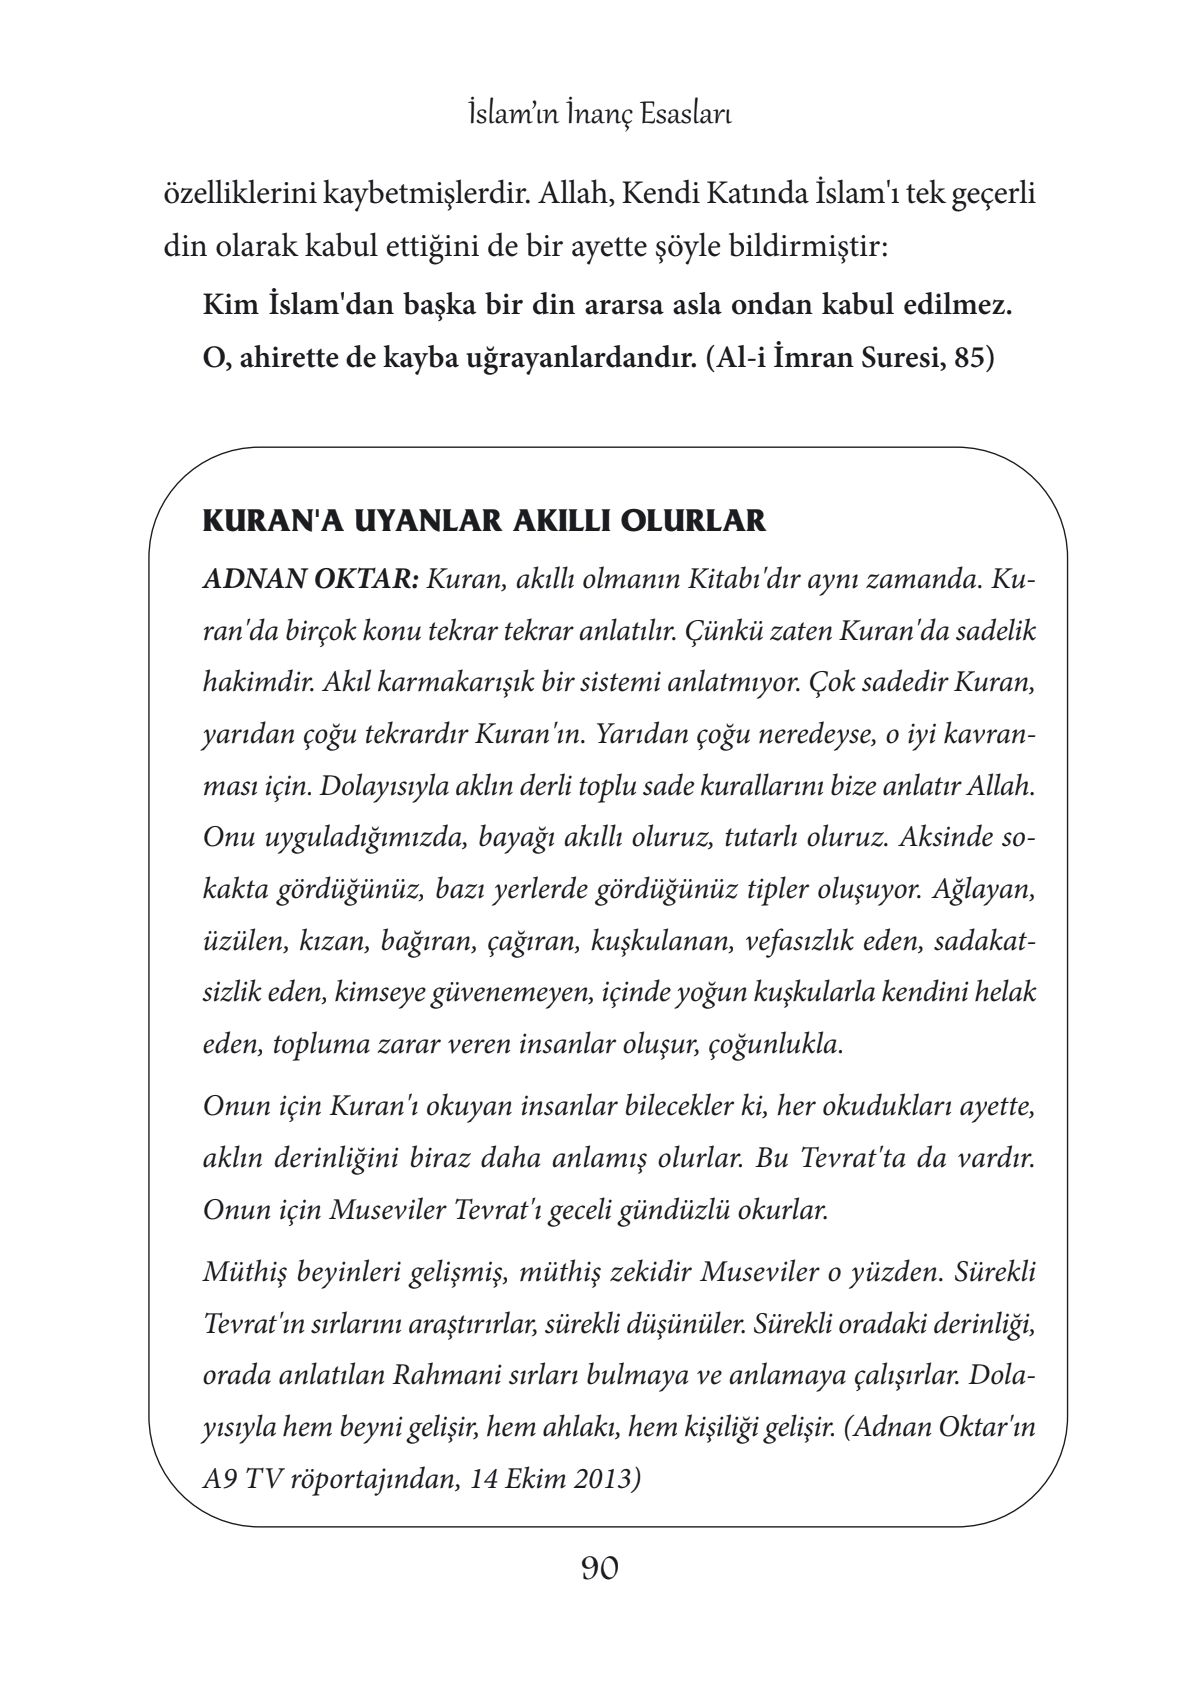 İslam’ın İnanç Esasları
özelliklerini kaybetmişlerdir. Allah, Kendi Katında İslam'ı tek geçerli
din olarak kabul ettiğini de bir ayette şöyle bildirmiştir:
Kim İslam'dan başka bir din ararsa asla ondan kabul edilmez.
O, ahirette de kayba uğrayanlardandır. (Al-i İmran Suresi, 85)
KURAN'A UYANLAR AKILLI OLURLAR
ADNAN OKTAR: Kuran, akıllı olmanın Kitabı'dır aynı zamanda. Ku-
ran'da birçok konu tekrar tekrar anlatılır. Çünkü zaten Kuran'da sadelik
hakimdir. Akıl karmakarışık bir sistemi anlatmıyor. Çok sadedir Kuran,
yarıdan çoğu tekrardır Kuran'ın. Yarıdan çoğu neredeyse, o iyi kavran-
ması için. Dolayısıyla aklın derli toplu sade kurallarını bize anlatır Allah.
Onu uyguladığımızda, bayağı akıllı oluruz, tutarlı oluruz. Aksinde so-
kakta gördüğünüz, bazı yerlerde gördüğünüz tipler oluşuyor. Ağlayan,
üzülen, kızan, bağıran, çağıran, kuşkulanan, vefasızlık eden, sadakat-
sizlik eden, kimseye güvenemeyen, içinde yoğun kuşkularla kendini helak
eden, topluma zarar veren insanlar oluşur, çoğunlukla.
Onun için Kuran'ı okuyan insanlar bilecekler ki, her okudukları ayette,
aklın derinliğini biraz daha anlamış olurlar. Bu Tevrat'ta da vardır.
Onun için Museviler Tevrat'ı geceli gündüzlü okurlar.
Müthiş beyinleri gelişmiş, müthiş zekidir Museviler o yüzden. Sürekli
Tevrat'ın sırlarını araştırırlar, sürekli düşünüler. Sürekli oradaki derinliği,
orada anlatılan Rahmani sırları bulmaya ve anlamaya çalışırlar. Dola-
yısıyla hem beyni gelişir, hem ahlakı, hem kişiliği gelişir. (Adnan Oktar'ın
A9 TV röportajından, 14 Ekim 2013)
90